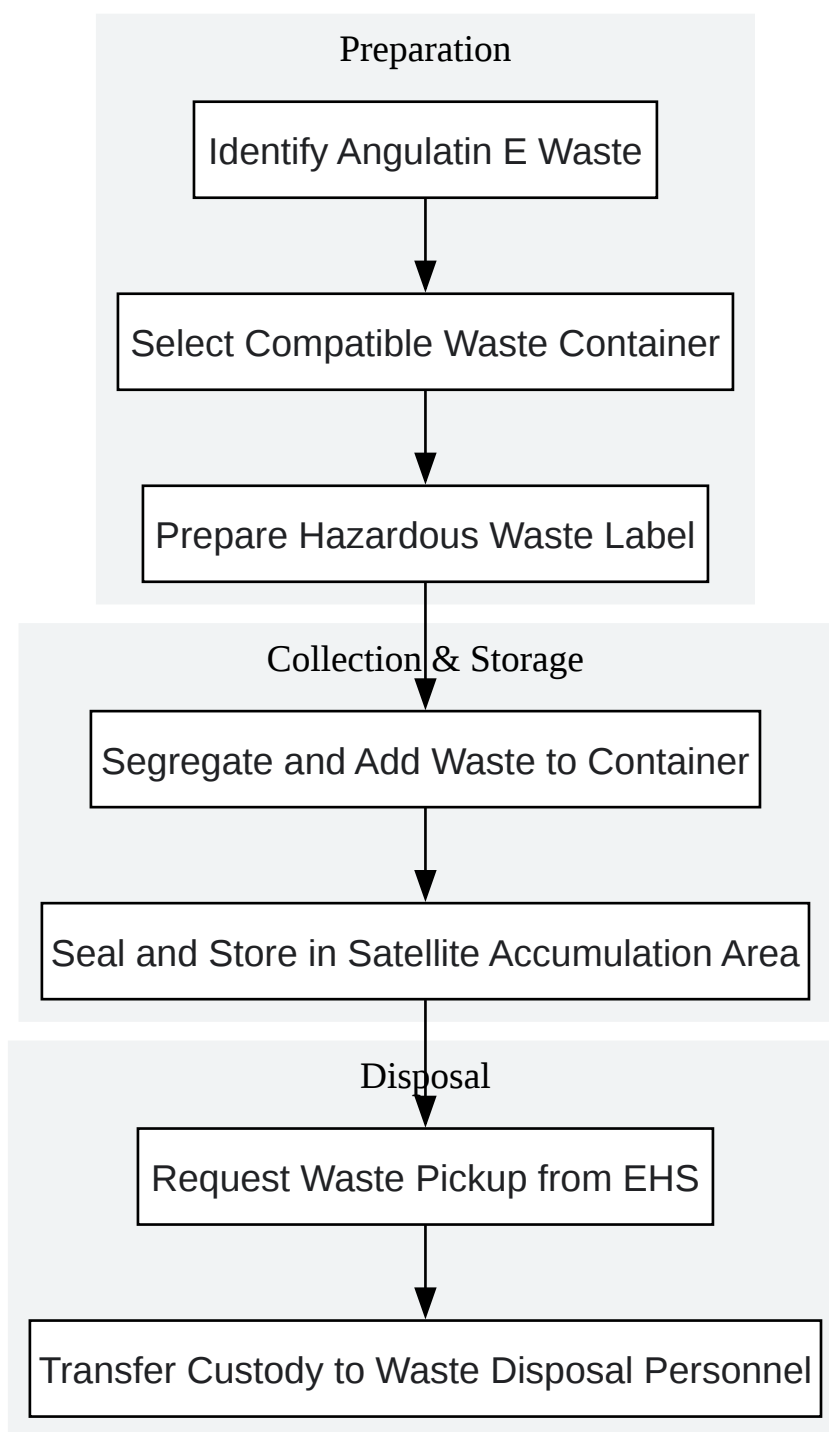 Preparation
Identify Angulatin E Waste
Select Compatible Waste Container
Prepare Hazardous Waste Label
Collection & Storage
Segregate and Add Waste to Container
Seal and Store in Satellite Accumulation Area
Disposal
Request Waste Pickup from EHS
Transfer Custody to Waste Disposal Personnel